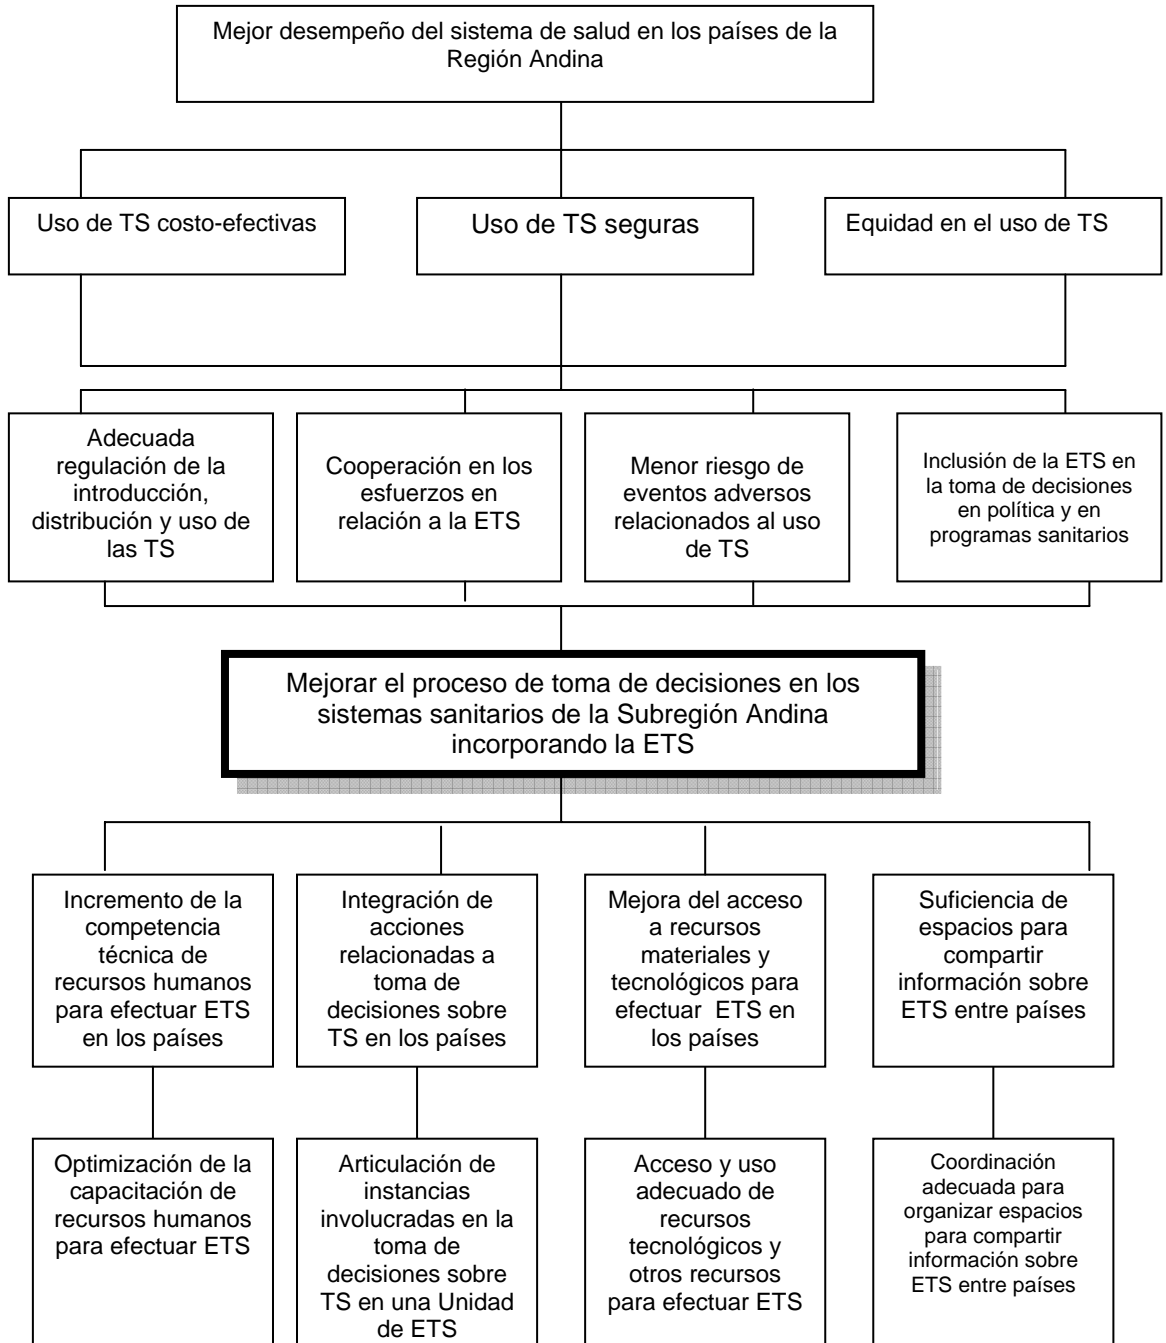 Mejor desempeño del sistema de salud en los países de la
Región Andina
Uso de TS costo-efectivas
Uso de TS seguras
Equidad en el uso de TS
Adecuada
regulación de la
introducción,
distribución y uso de
las TS
Cooperación en los
esfuerzos en
relación a la ETS
Menor riesgo de
eventos adversos
relacionados al uso
de TS
Inclusión de la ETS en
la toma de decisiones
en política y en
programas sanitarios
Mejorar el proceso de toma de decisiones en los
sistemas sanitarios de la Subregión Andina
incorporando la ETS
Incremento de la
competencia
técnica de
recursos humanos
para efectuar ETS
en los países
Integración de
acciones
relacionadas a
toma de
decisiones sobre
TS en los países
Mejora del acceso
a recursos
materiales y
tecnológicos para
efectuar ETS en
los países
Suficiencia de
espacios para
compartir
información sobre
ETS entre países
Optimización de la
capacitación de
recursos humanos
para efectuar ETS
Articulación de
instancias
involucradas en la
toma de
decisiones sobre
TS en una Unidad
de ETS
Acceso y uso
adecuado de
recursos
tecnológicos y
otros recursos
para efectuar ETS
Coordinación
adecuada para
organizar espacios
para compartir
información sobre
ETS entre países